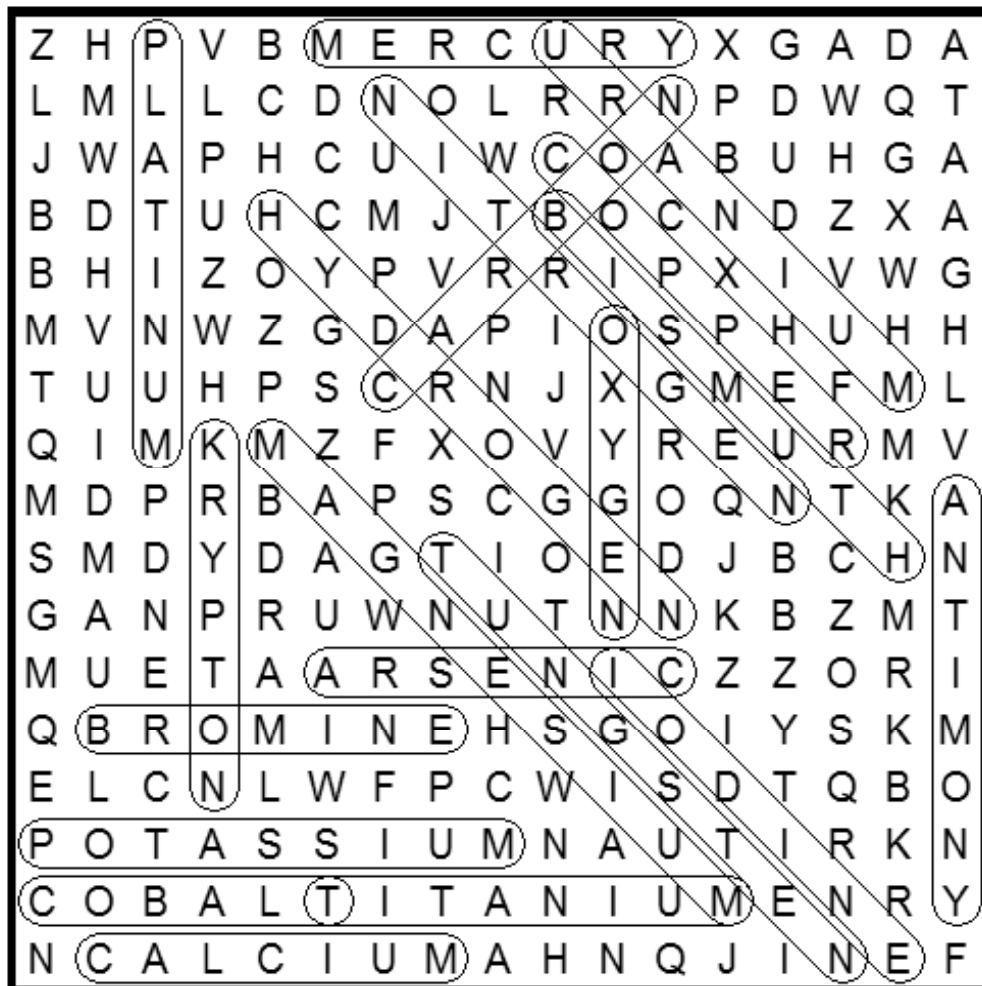 Z H P V B M E R C U R Y X G A D A
L M L L C D N O L R R N P D W Q T
J W A P H C U I W C O A B U H G A
B D T U H C M J T B O C N D Z X A
B H I Z O Y P V R R I P X I V W G
M V N W Z G D A P I O S P H U H H
T U U H P S C R N J X G M E F M L
Q I M K M Z F X O V Y R E U R M V
M D P R B A P S C G G O Q N T K A
S M D Y D A G T I O E D J B C H N
G A N P R U W N U T N N K B Z M T
M U E T A A R S E N I C Z Z O R I
Q B R O M I N E H S G O I Y S K M
E L C N L W F P C W I S D T Q B O
P O T A S S I U M N A U T I R K N
C O B A L T I T A N I U M E N R Y
N C A L C I U M A H N Q J I N E F